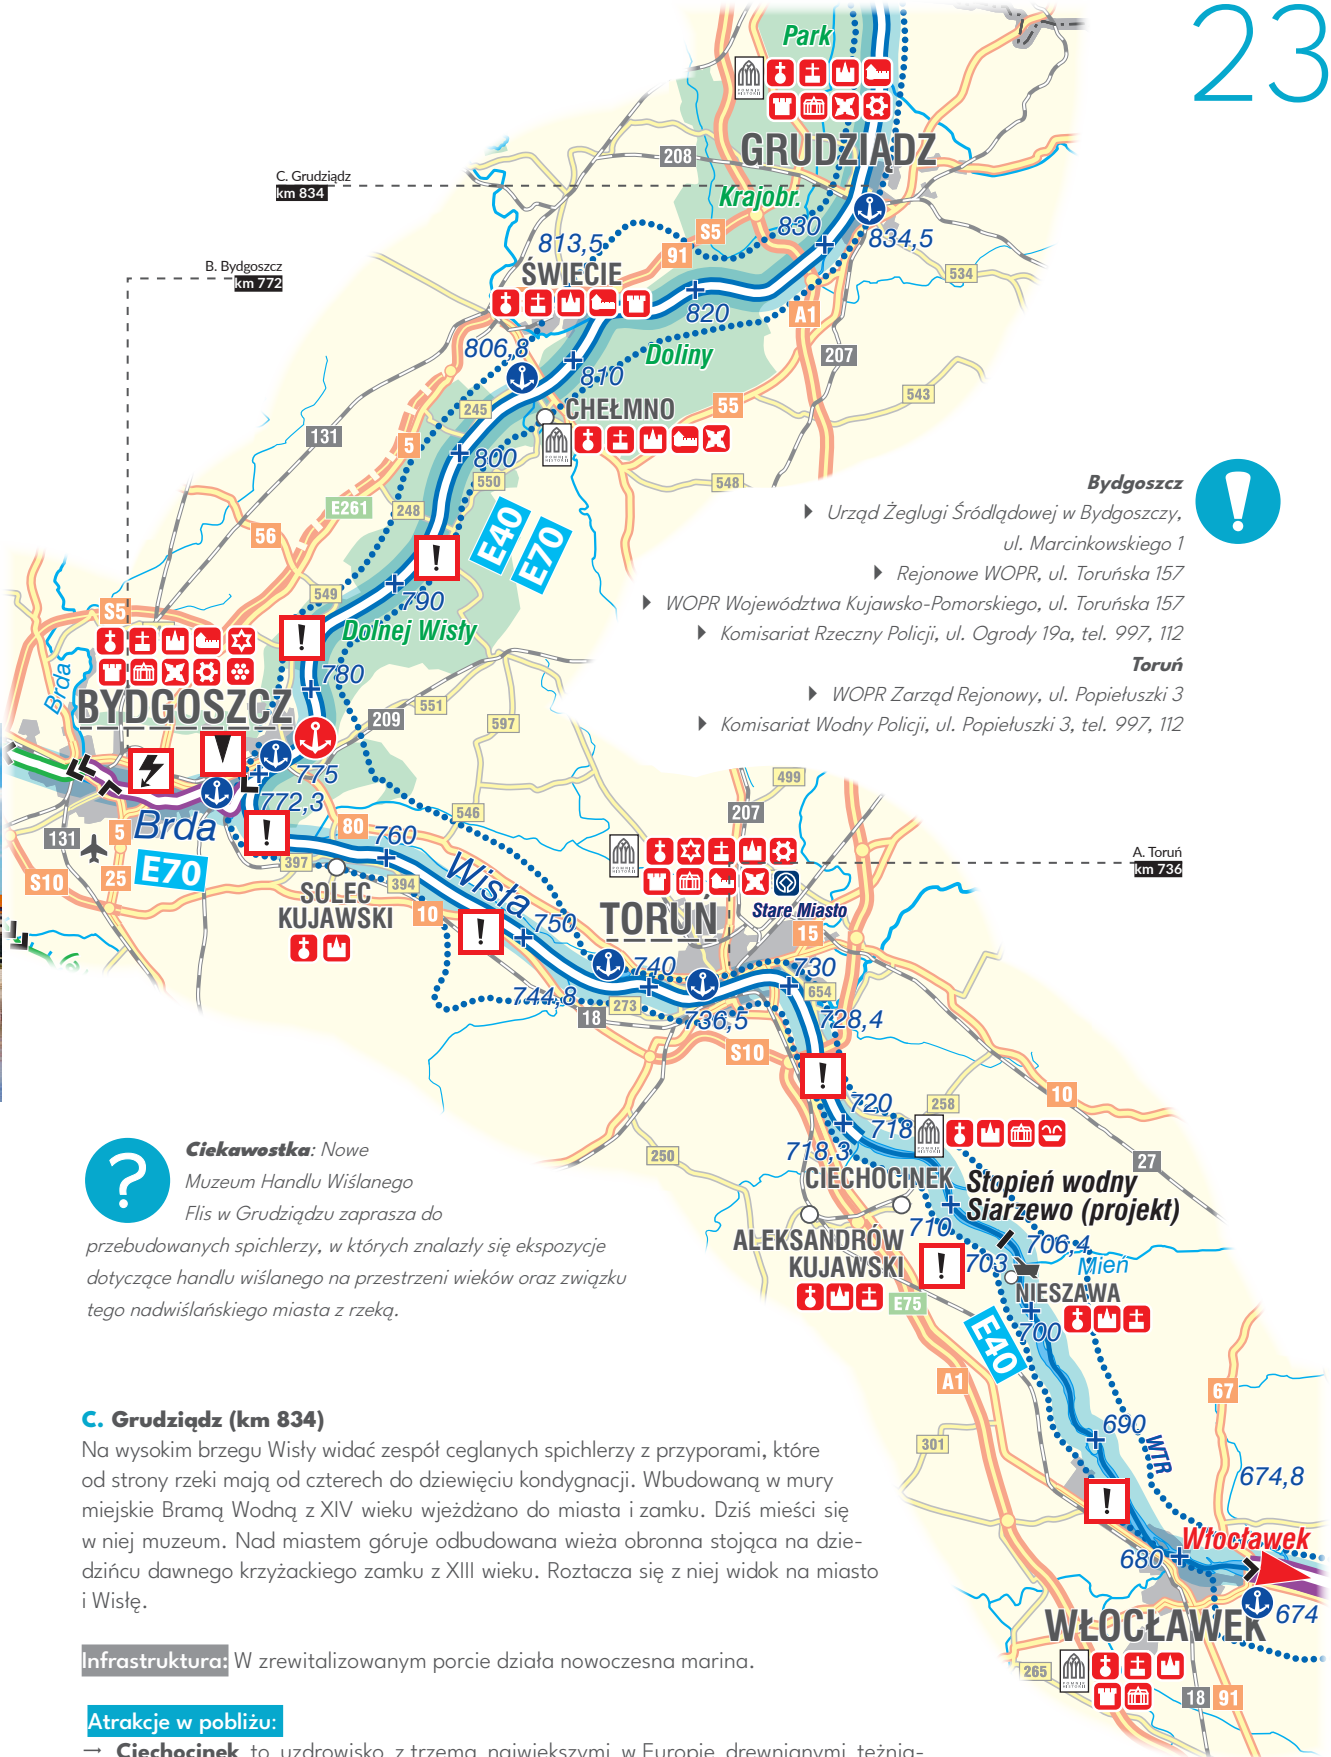 23
Park
GRUDZIĄDZ
208
C. Grudziądz
km 834
Krajobr.
S5
830
834,5
813,5
91
B. Bydgoszcz
km 772
ŚWIECIE
534
820
A1
806,8
Doliny
207
810
543
245
CHEŁMNO
55
131
5
800
550
548
E261
248
E40
E70
56
Bydgoszcz
Urząd Żeglugi Śródlądowej w Bydgoszczy,
ul. Marcinkowskiego 1
Rejonowe WOPR, ul. Toruńska 157
WOPR Województwa Kujawsko-Pomorskiego, ul. Toruńska 157
Komisariat Rzeczny Policji, ul. Ogrody 19a, tel. 997, 112
Toruń
WOPR Zarząd Rejonowy, ul. Popiełuszki 3
Komisariat Wodny Policji, ul. Popiełuszki 3, tel. 997, 112
549
790
S5
Dolnej Wisły
Brda
780
BYDGOSZCZ
209
551
597
775
499
772,3
546
207
131
5
Brda
80
760
A. Toruń
km 736
S10
25
E70
397
394
Wisła
SOLEC
KUJAWSKI
10
750
TORUŃ
Stare Miasto
15
740
730
744,8
273
654
18
736,5
728,4
S10
720
258
10
718
718,3
250
27
CIECHOCINEK
Stopień wodny
Siarzewo (projekt)
710
ALEKSANDRÓW
KUJAWSKI
706,4
703
Mień
NIESZAWA
E75
700
E40
A1
67
690
WTR
301
674,8
Włocławek
680
674
WŁOCŁAWEK
265
18
91
Ciekawostka: Nowe
Muzeum Handlu Wiślanego
Flis w Grudziądzu zaprasza do
przebudowanych spichlerzy, w których znalazły się ekspozycje
dotyczące handlu wiślanego na przestrzeni wieków oraz związku
tego nadwiślańskiego miasta z rzeką.
C. Grudziądz (km 834)
Na wysokim brzegu Wisły widać zespół ceglanych spichlerzy z przyporami, które
od strony rzeki mają od czterech do dziewięciu kondygnacji. Wbudowaną w mury
miejskie Bramą Wodną z XIV wieku wjeżdżano do miasta i zamku. Dziś mieści się
w niej muzeum. Nad miastem góruje odbudowana wieża obronna stojąca na dzie-
dzińcu dawnego krzyżackiego zamku z XIII wieku. Roztacza się z niej widok na miasto
i Wisłę.
Infrastruktura: W zrewitalizowanym porcie działa nowoczesna marina.
Atrakcje w pobliżu:
→ Ciechocinek to uzdrowisko z trzema największymi w Europie drewnianymi tężnia-